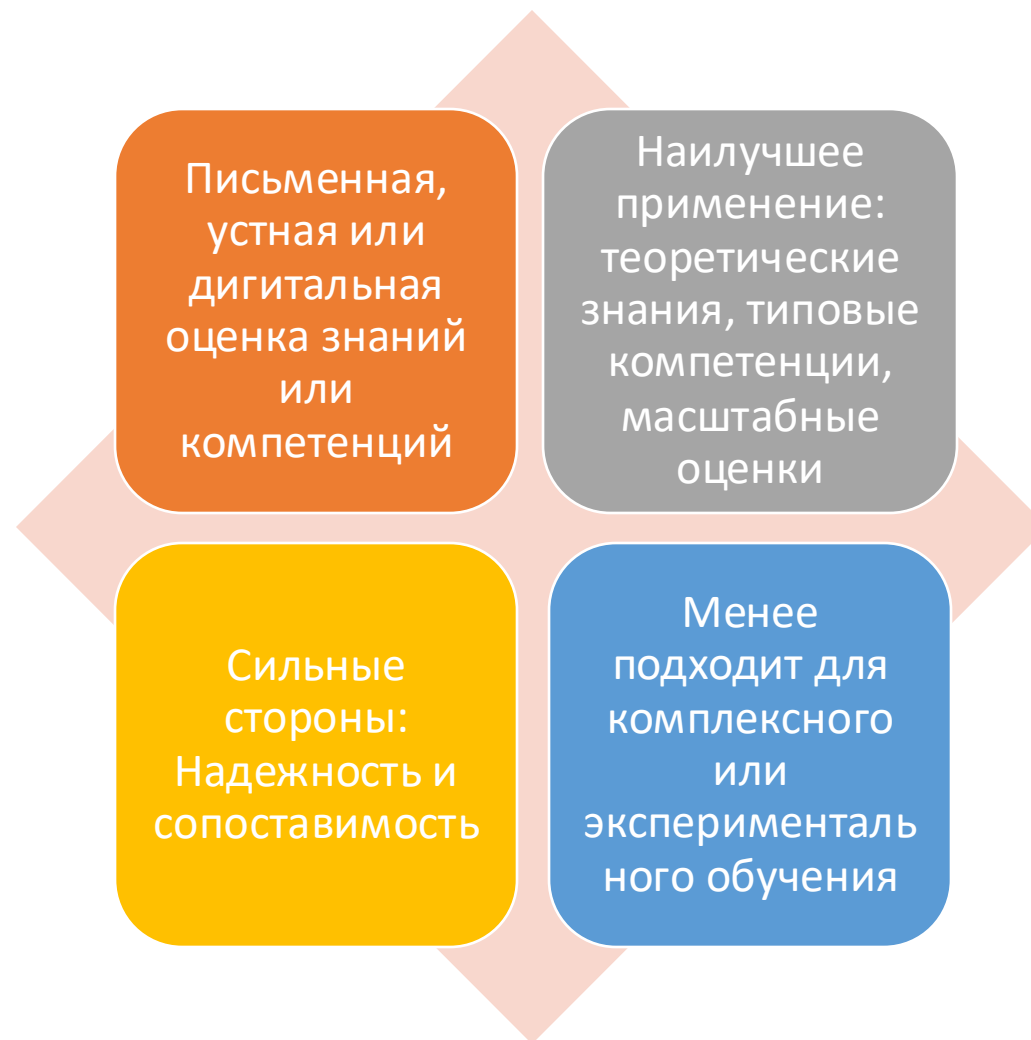 Письменная,
устная или
дигитальная
оценка знаний
или
компетенций
Наилучшее
применение:
теоретические
знания, типовые
компетенции,
масштабные
оценки
Сильные
стороны:
Надежность и
сопоставимость
Менее
подходит для
комплексного
или
эксперименталь
ного обучения